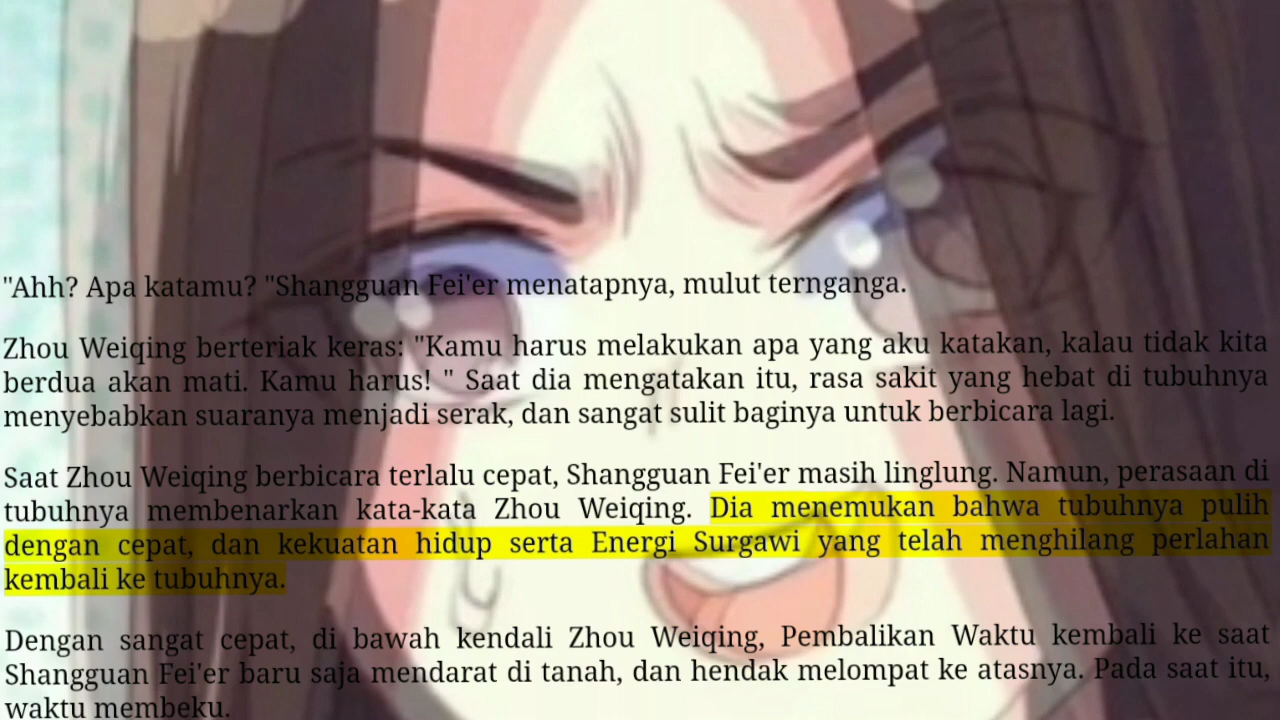 "Ahh? Apa katamu? "Shangguan Fei'er menatapnya, mulut ternganga.
Zhou Weiqing berteriak keras: "Kamu harus melakukan apa yang aku katakan, kalau tidak kita
berdua akan mati. Kamu harus! " Saat dia mengatakan itu, rasa sakit yang hebat di tubuhnya
menyebabkan suaranya menjadi serak, dan sangat sulit baginya untuk berbicara lagi.
Saat Zhou Weiqing berbicara terlalu cepat, Shangguan Fei'er masih linglung. Namun, perasaan di
tubuhnya membenarkan kata-kata Zhou Weiqing. Dia menemukan bahwa tubuhnya pulih
dengan cepat, dan kekuatan hidup serta Energi Surgawi yang telah menghilang perlahan
kembali ke tubuhnya.
Dengan sangat cepat, di bawah kendali Zhou Weiqing, Pembalikan Waktu kembali ke saat
Shangguan Fei'er baru saja mendarat di tanah, dan hendak melompat ke atasnya. Pada saat itu,
waktu membeku.